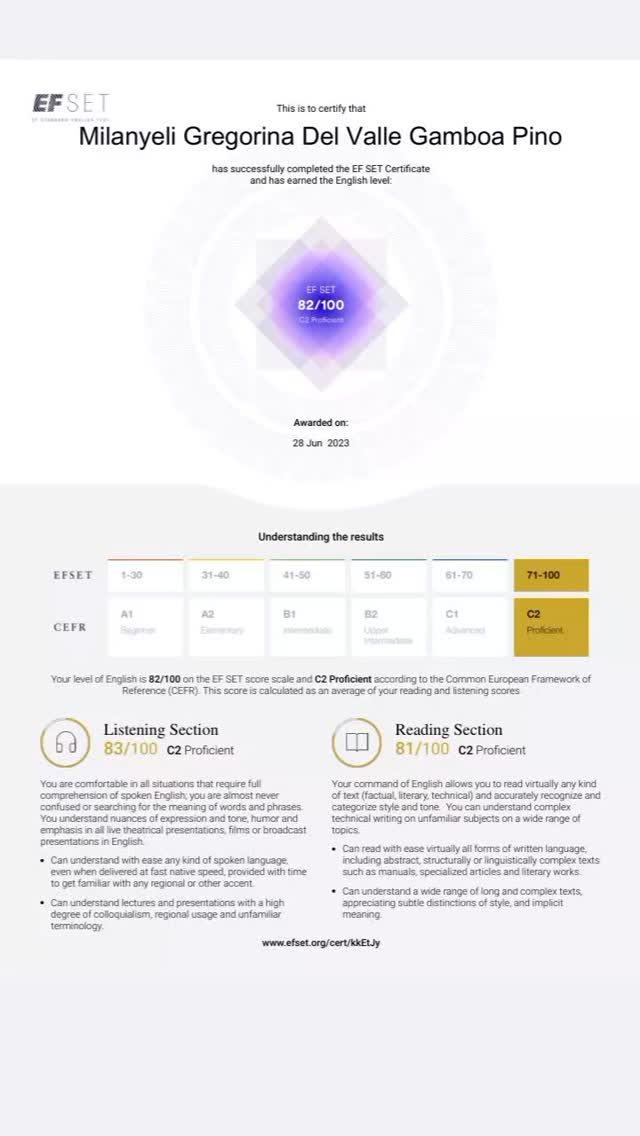 EFSET
EF STANDARD ENGLISH TEST
This is to certify that
Milanyeli Gregorina Del Valle Gamboa Pino
has successfully completed the EF SET Certificate
and has earned the English level:
EF SET
82/100
C2 Proficient
Awarded on:
28 Jun 2023
Understanding the results
EFSET 1-30 31-40 41-50 51-60 61-70 71-100
CEFR A1 A2 B1 B2 C1 C2
Beginner Elementary Intermediate Upper Intermediate Advanced Proficient
Your level of English is 82/100 on the EF SET score scale and C2 Proficient according to the Common European Framework of
Reference (CEFR). This score is calculated as an average of your reading and listening scores
Listening Section
83/100 C2 Proficient
You are comfortable in all situations that require full
comprehension of spoken English; you are almost never
confused or searching for the meaning of words and phrases.
You understand nuances of expression and tone, humor and
emphasis in all live theatrical presentations, films or broadcast
presentations in English.
• Can understand with ease any kind of spoken language,
even when delivered at fast native speed, provided with time
to get familiar with any regional or other accent.
• Can understand lectures and presentations with a high
degree of colloquialism, regional usage and unfamiliar
terminology.
Reading Section
81/100 C2 Proficient
Your command of English allows you to read virtually any kind
of text (factual, literary, technical) and accurately recognize and
categorize style and tone. You can understand complex
technical writing on unfamiliar subjects on a wide range of
topics.
• Can read with ease virtually all forms of written language,
including abstract, structurally or linguistically complex texts
such as manuals, specialized articles and literary works.
• Can understand a wide range of long and complex texts,
appreciating subtle distinctions of style, and implicit
meaning.
www.efset.org/cert/kkEtJy